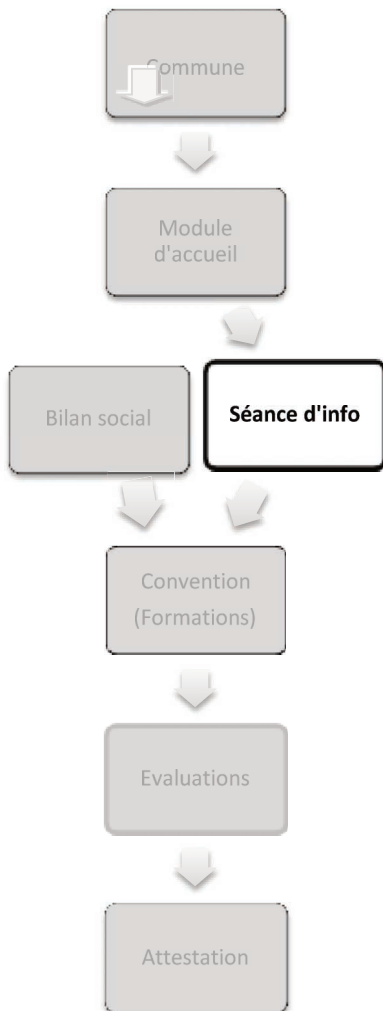 Commune
Module
d'accueil
Bilan social
Séance d'info
Convention
(Formations)
Evaluations
Attestation